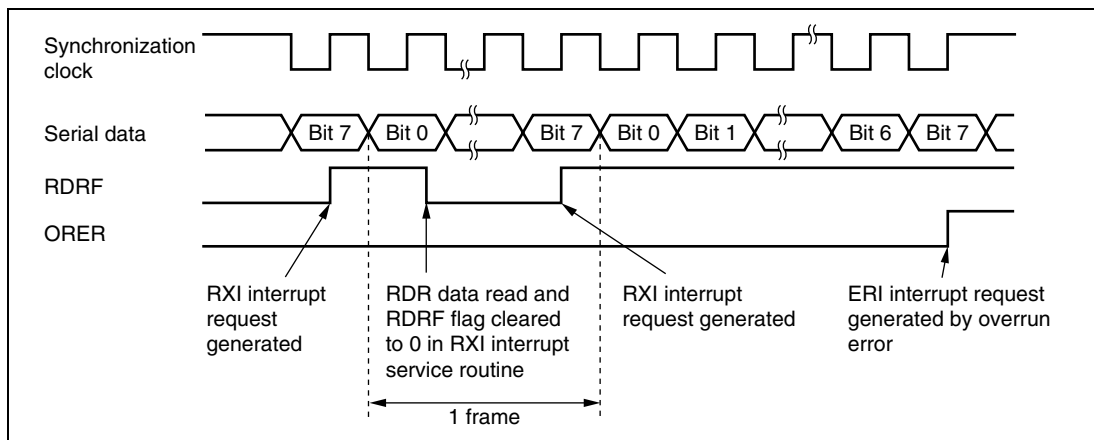 Synchronization
clock
Serial data
Bit 7
Bit 0
Bit 7
Bit 0
Bit 1
Bit 6
Bit 7
RDRF
ORER
RXI interrupt
request
generated
RDR data read and
RDRF flag cleared
to 0 in RXI interrupt
service routine
RXI interrupt
request generated
ERI interrupt request
generated by overrun
error
1 frame